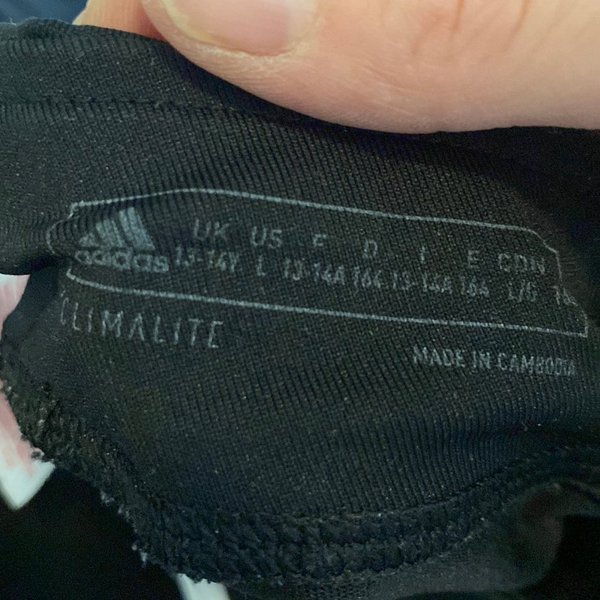 UK US F D I E CDN
adidas 13-14Y L 13-14A 164 13-14A 164 L/G
CLIMALITE
MADE IN CAMBODIA